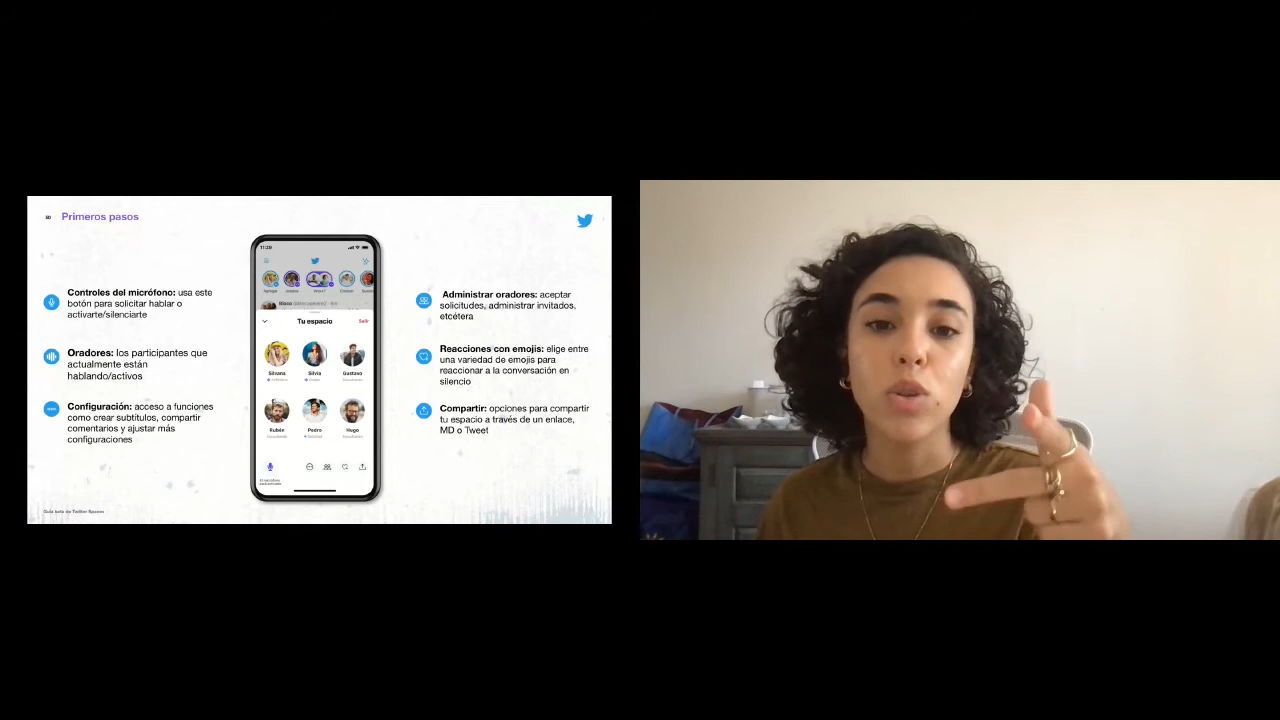 Primeros pasos
Controles del micrófono: usa este
botón para solicitar hablar o
activarte/silenciarte
Oradores: los participantes que
actualmente están
hablando/activos
Configuración: acceso a funciones
como crear subtítulos, compartir
comentarios y ajustar más
configuraciones
11:29
Tu espacio
Salir
Silvana
Silvia
Gustavo
Rubén
Pedro
Hugo
Administrar oradores: aceptar
solicitudes, administrar invitados,
etcétera
Reacciones con emojis: elige entre
una variedad de emojis para
reaccionar a la conversación en
silencio
Compartir: opciones para compartir
tu espacio a través de un enlace,
MD o Tweet
Guía beta de Twitter Spaces